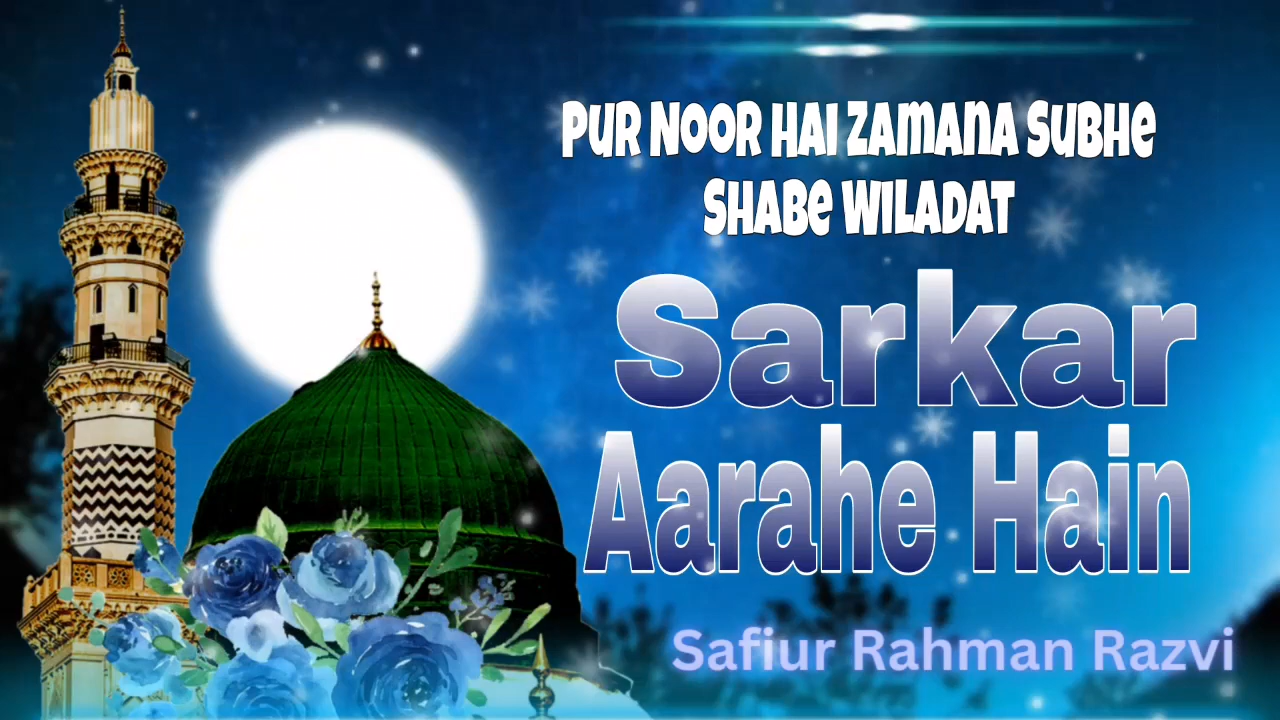 PUR NOOR HAI ZAMANA SUBHE
SHABE WILADAT
Sarkar
Aarahe Hain
Safiur Rahman Razvi